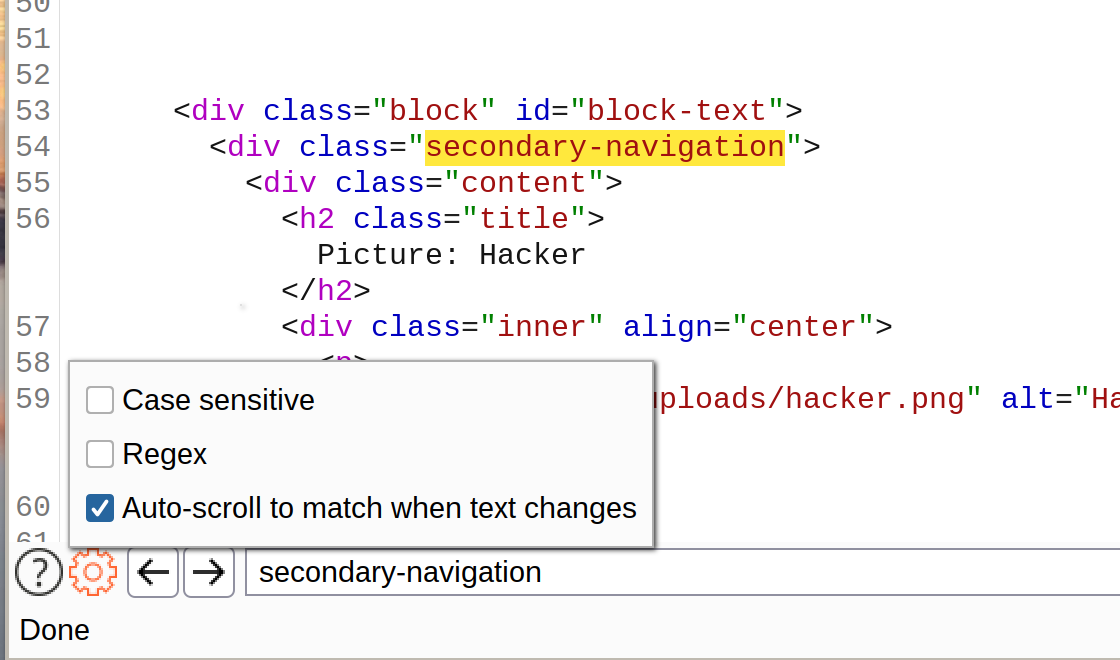 50
51
52
53 <div class="block" id="block-text">
54 <div class="secondary-navigation">
55 <div class="content">
56 <h2 class="title">
Picture: Hacker
</h2>
57 <div class="inner" align="center">
58 <p>
59 uploads/hacker.png" alt="Ha
60
61
Case sensitive
Regex
Auto-scroll to match when text changes
? secondary-navigation
Done